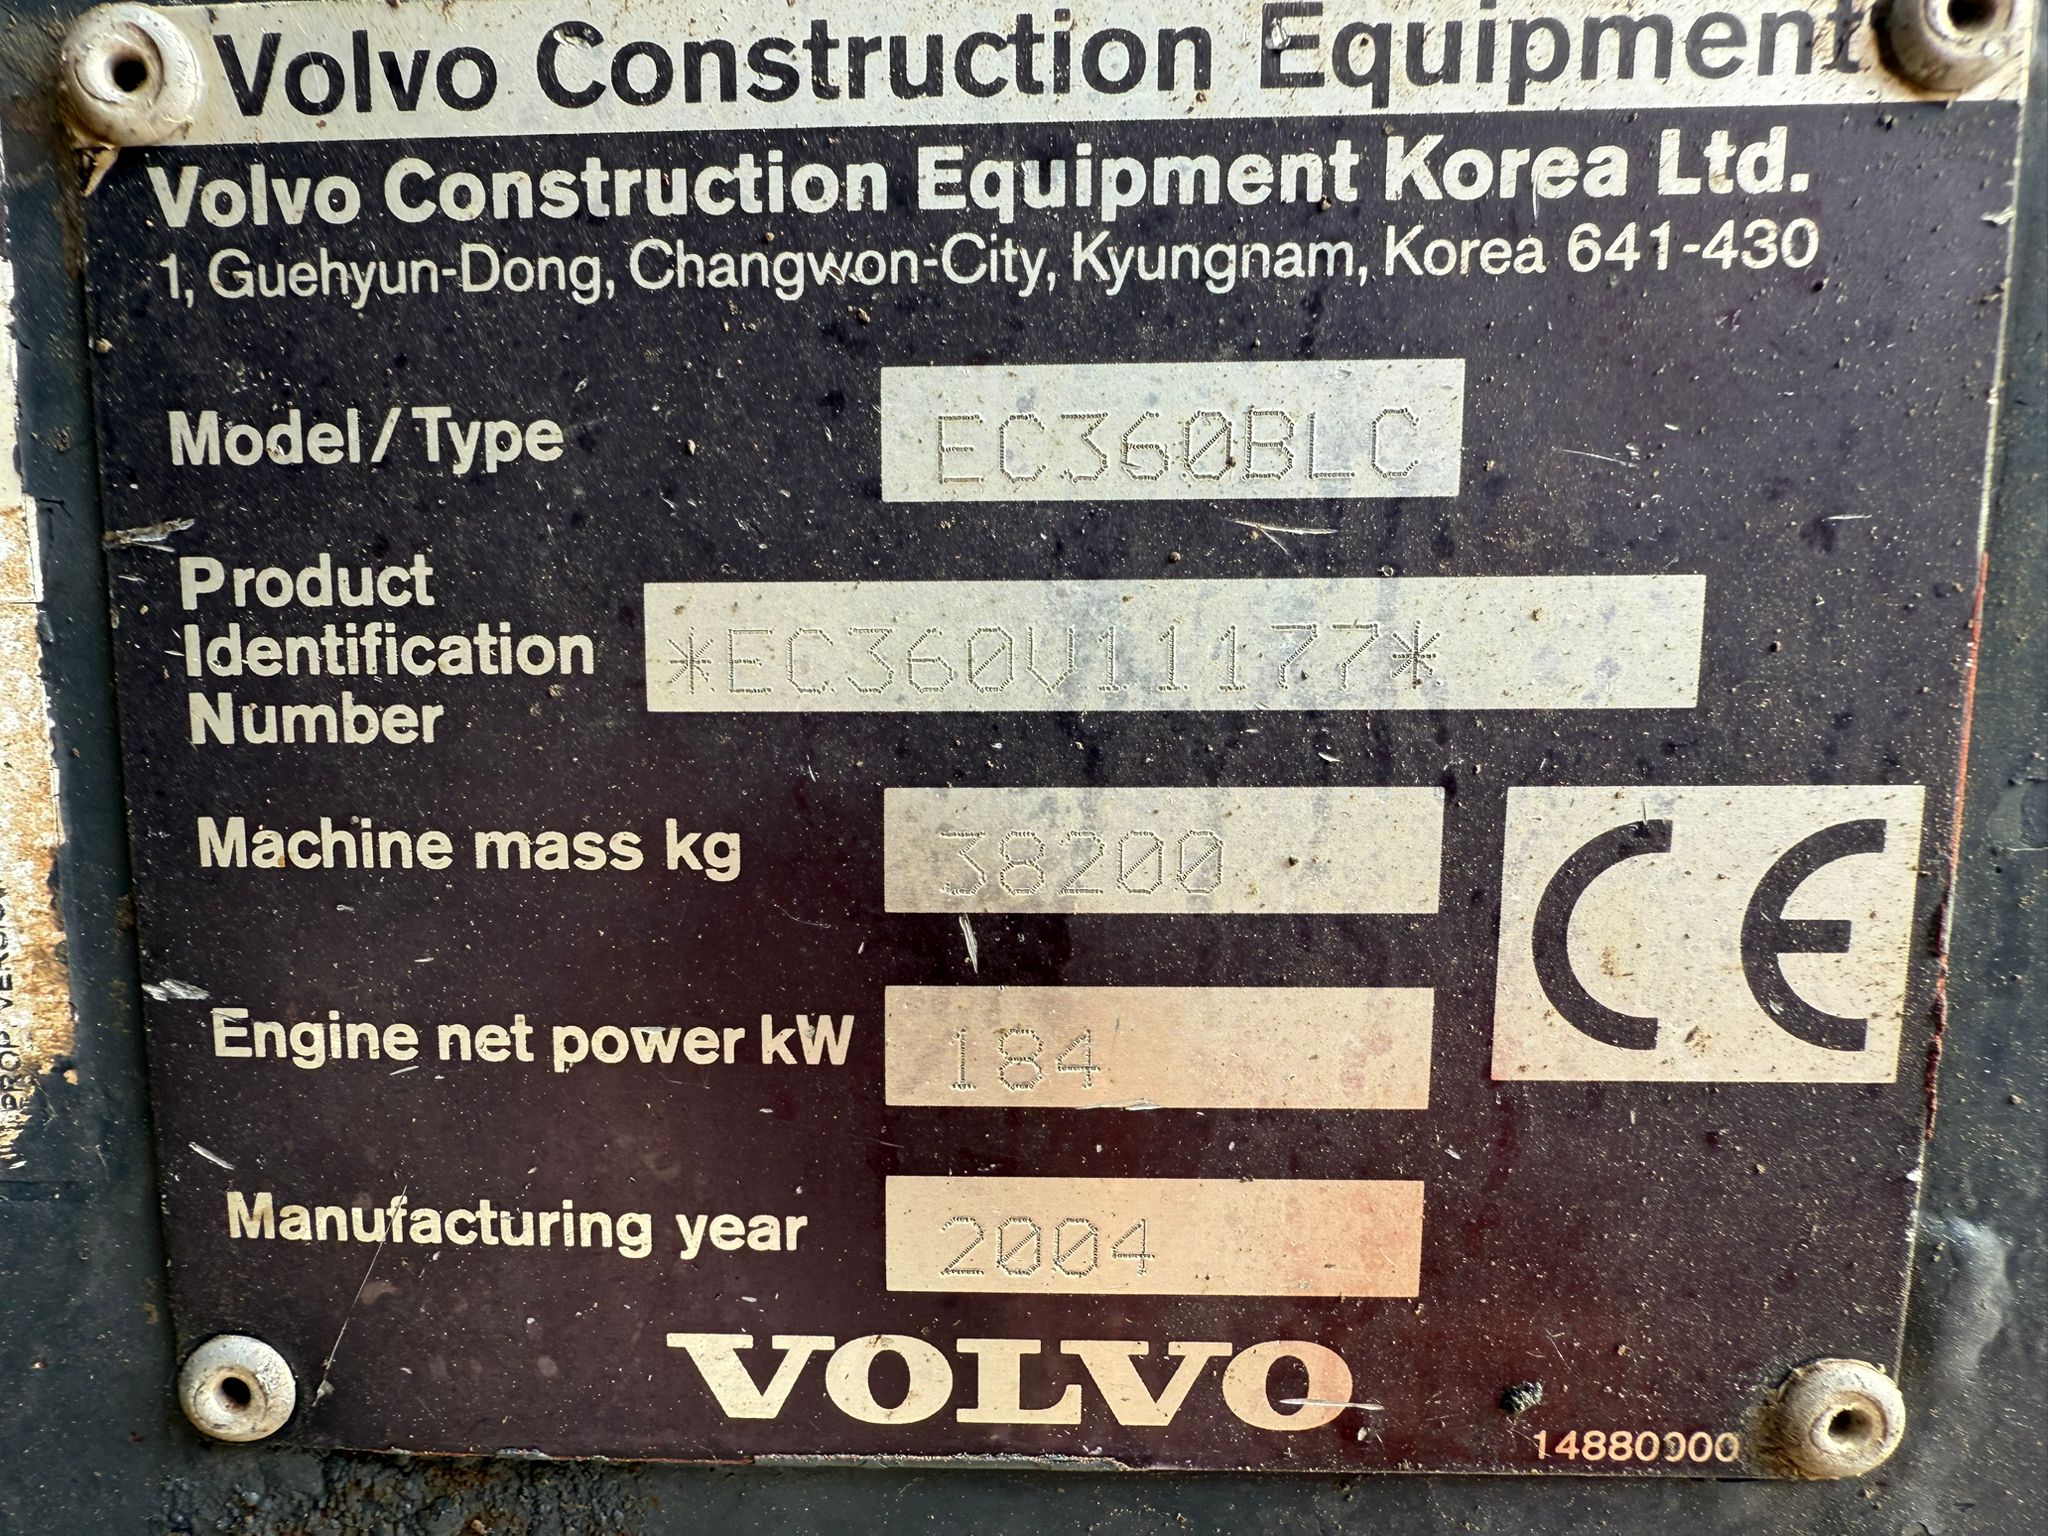 Volvo Construction Equipment
Volvo Construction Equipment Korea Ltd.
1, Guehyun-Dong, Changwon-City, Kyungnam, Korea 641-430
Model/Type EC360BLC
Product
Identification
Number *EC360V11177*
Machine mass kg 38200
CE
Engine net power kW 184
Manufacturing year 2004
VOLVO
14880000